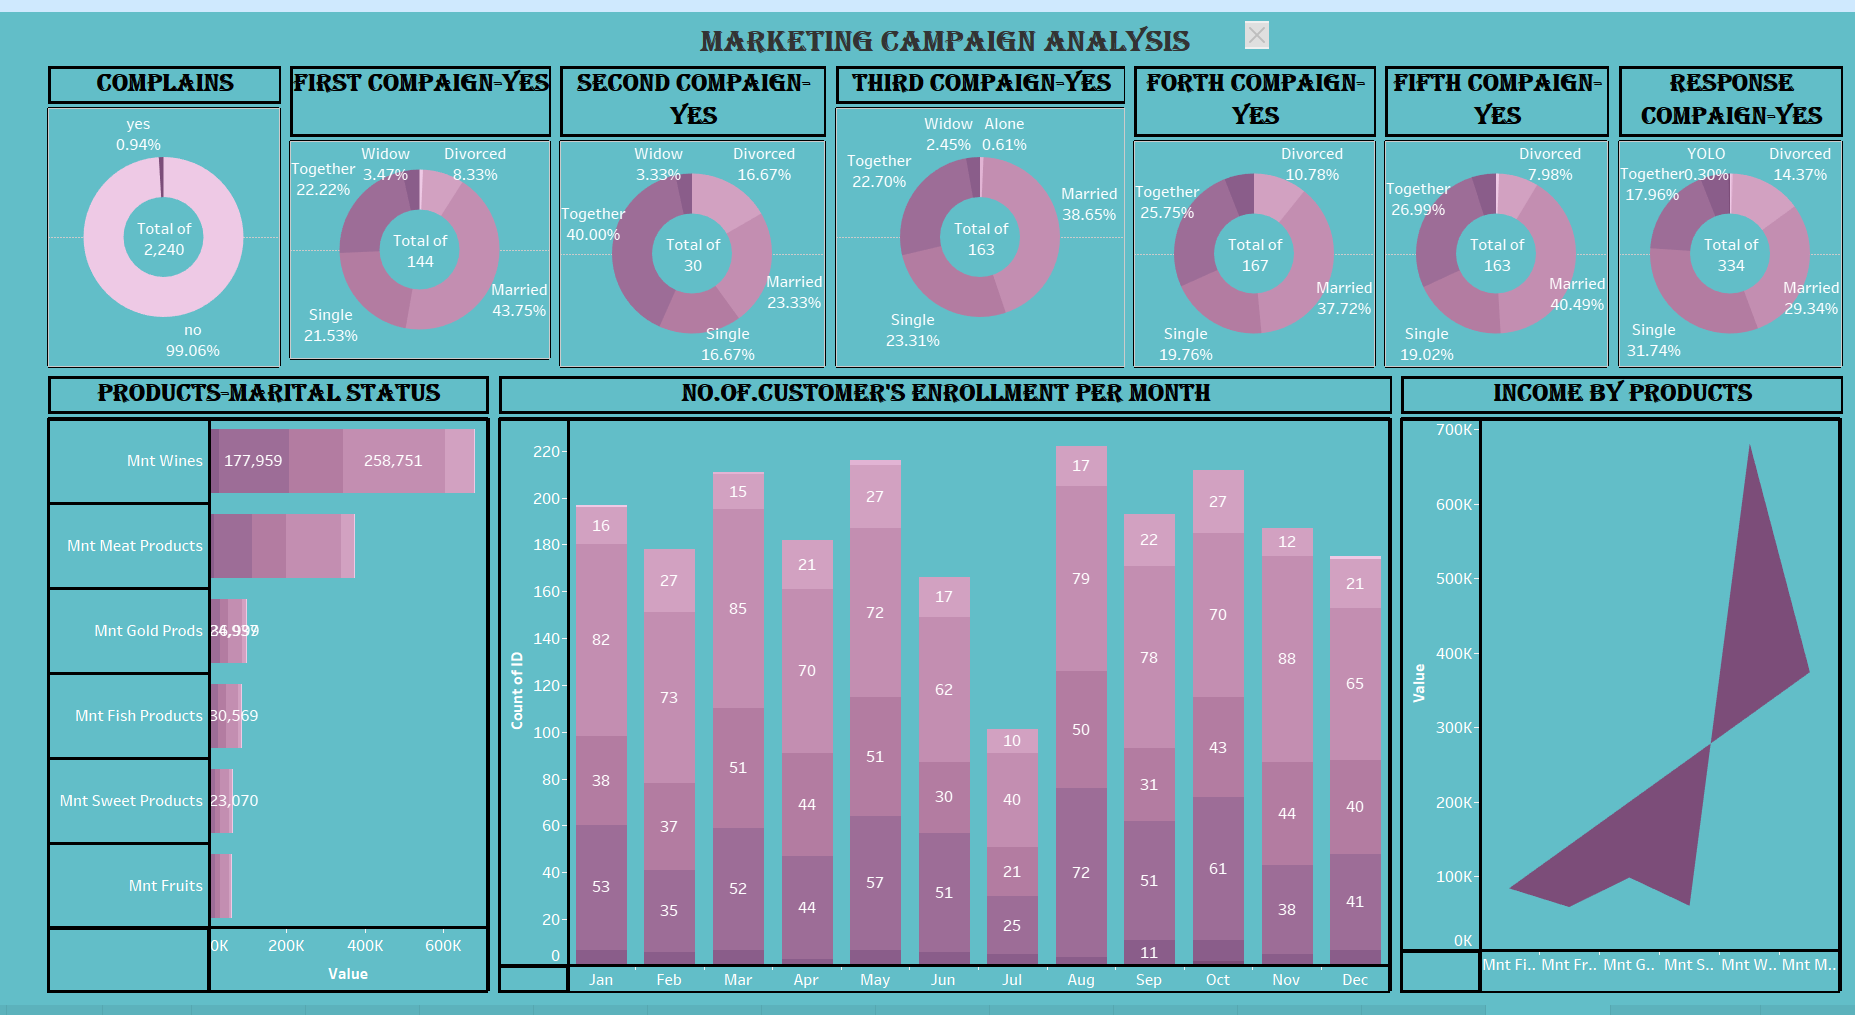 MARKETING CAMPAIGN ANALYSIS
COMPLAINS
yes
0.94%
Total of
2,240
no
99.06%
FIRST COMPAIGN-YES
Widow
3.47%
Divorced
8.33%
Together
22.22%
Total of
144
Married
43.75%
Single
21.53%
SECOND COMPAIGN-
YES
Widow
3.33%
Divorced
16.67%
Together
40.00%
Total of
30
Married
23.33%
Single
16.67%
THIRD COMPAIGN-YES
Widow
2.45%
Alone
0.61%
Together
22.70%
Married
38.65%
Total of
163
Single
23.31%
FORTH COMPAIGN-
YES
Divorced
10.78%
Together
25.75%
Total of
167
Married
37.72%
Single
19.76%
FIFTH COMPAIGN-
YES
Divorced
7.98%
Together
26.99%
Total of
163
Married
40.49%
Single
19.02%
RESPONSE
COMPAIGN-YES
YOLO
0.30%
Divorced
14.37%
Together
17.96%
Total of
334
Married
29.34%
Single
31.74%
PRODUCTS-MARITAL STATUS
Mnt Wines
177,959
258,751
Mnt Meat Products
Mnt Gold Prods
Mnt Fish Products
30,569
Mnt Sweet Products
23,070
Mnt Fruits
0K 200K 400K 600K
Value
NO.OF.CUSTOMER'S ENROLLMENT PER MONTH
Count of ID
220
200
180
160
140
120
100
80
60
40
20
0
16
82
38
53
27
73
37
35
15
85
51
52
21
70
44
44
27
72
51
57
17
62
30
51
10
40
21
25
17
79
50
72
22
78
31
51
11
27
70
43
61
12
88
44
38
21
65
40
41
Jan Feb Mar Apr May Jun Jul Aug Sep Oct Nov Dec
INCOME BY PRODUCTS
Value
700K
600K
500K
400K
300K
200K
100K
0K
Mnt Fi.. Mnt Fr.. Mnt G.. Mnt S.. Mnt W.. Mnt M..